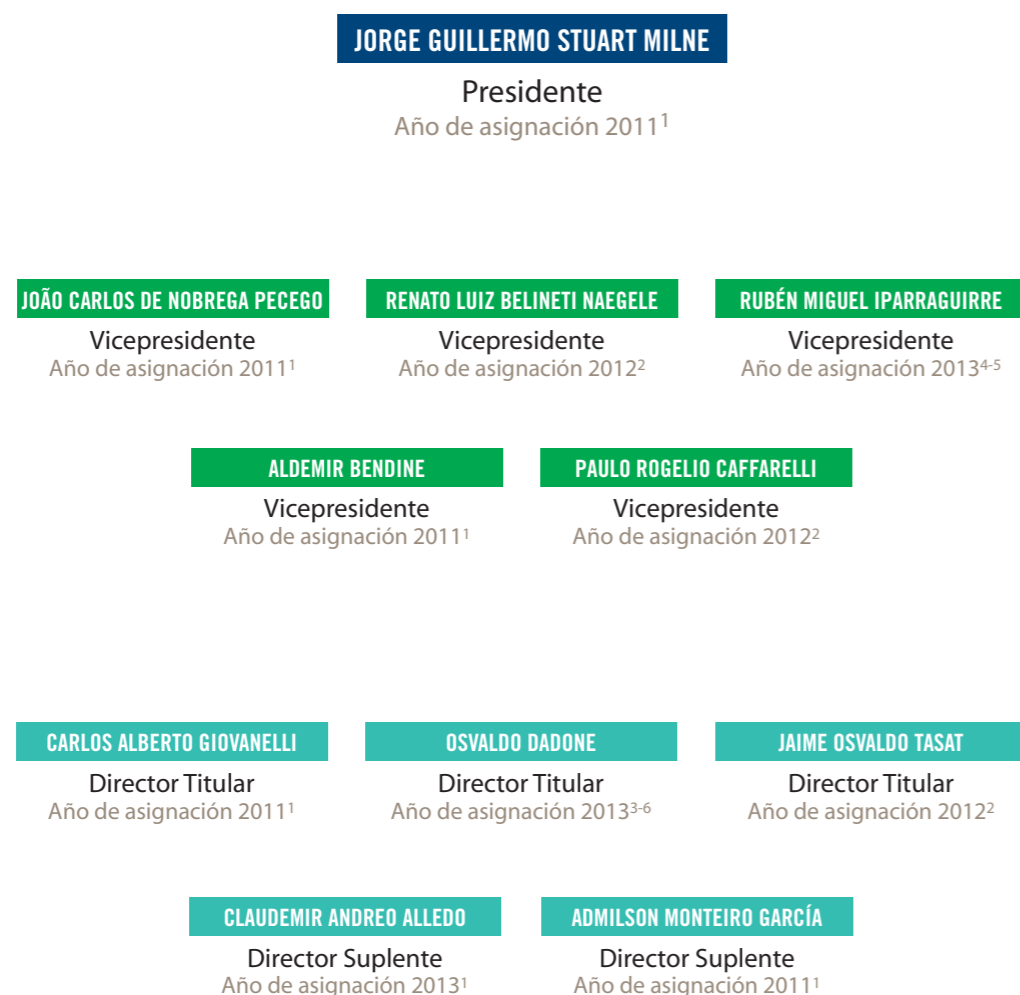 JORGE GUILLERMO STUART MILNE
Presidente
Año de asignación 2011¹
JOÃO CARLOS DE NOBREGA PECEGO
Vicepresidente
Año de asignación 2011¹
RENATO LUIZ BELINETI NAEGELE
Vicepresidente
Año de asignación 2012²
RUBÉN MIGUEL IPARRAGUIRRE
Vicepresidente
Año de asignación 2013⁴⁻⁵
ALDEMIR BENDINE
Vicepresidente
Año de asignación 2011¹
PAULO ROGELIO CAFFARELLI
Vicepresidente
Año de asignación 2012²
CARLOS ALBERTO GIOVANELLI
Director Titular
Año de asignación 2011¹
OSVALDO DADONE
Director Titular
Año de asignación 2013³⁻⁶
JAIME OSVALDO TASAT
Director Titular
Año de asignación 2012²
CLAUDEMIR ANDREO ALLEDO
Director Suplente
Año de asignación 2013¹
ADMILSON MONTEIRO GARCÍA
Director Suplente
Año de asignación 2011¹